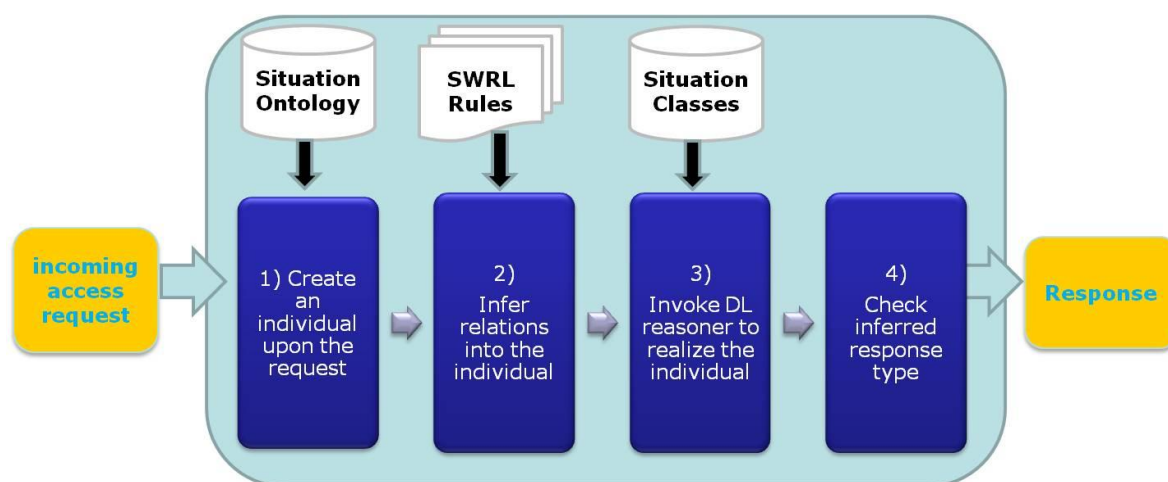 Situation
Ontology
SWRL
Rules
Situation
Classes
incoming
access
request
1) Create
an
individual
upon the
request
2)
Infer
relations
into the
individual
3)
Invoke DL
reasoner to
realize the
individual
4)
Check
inferred
response
type
Response